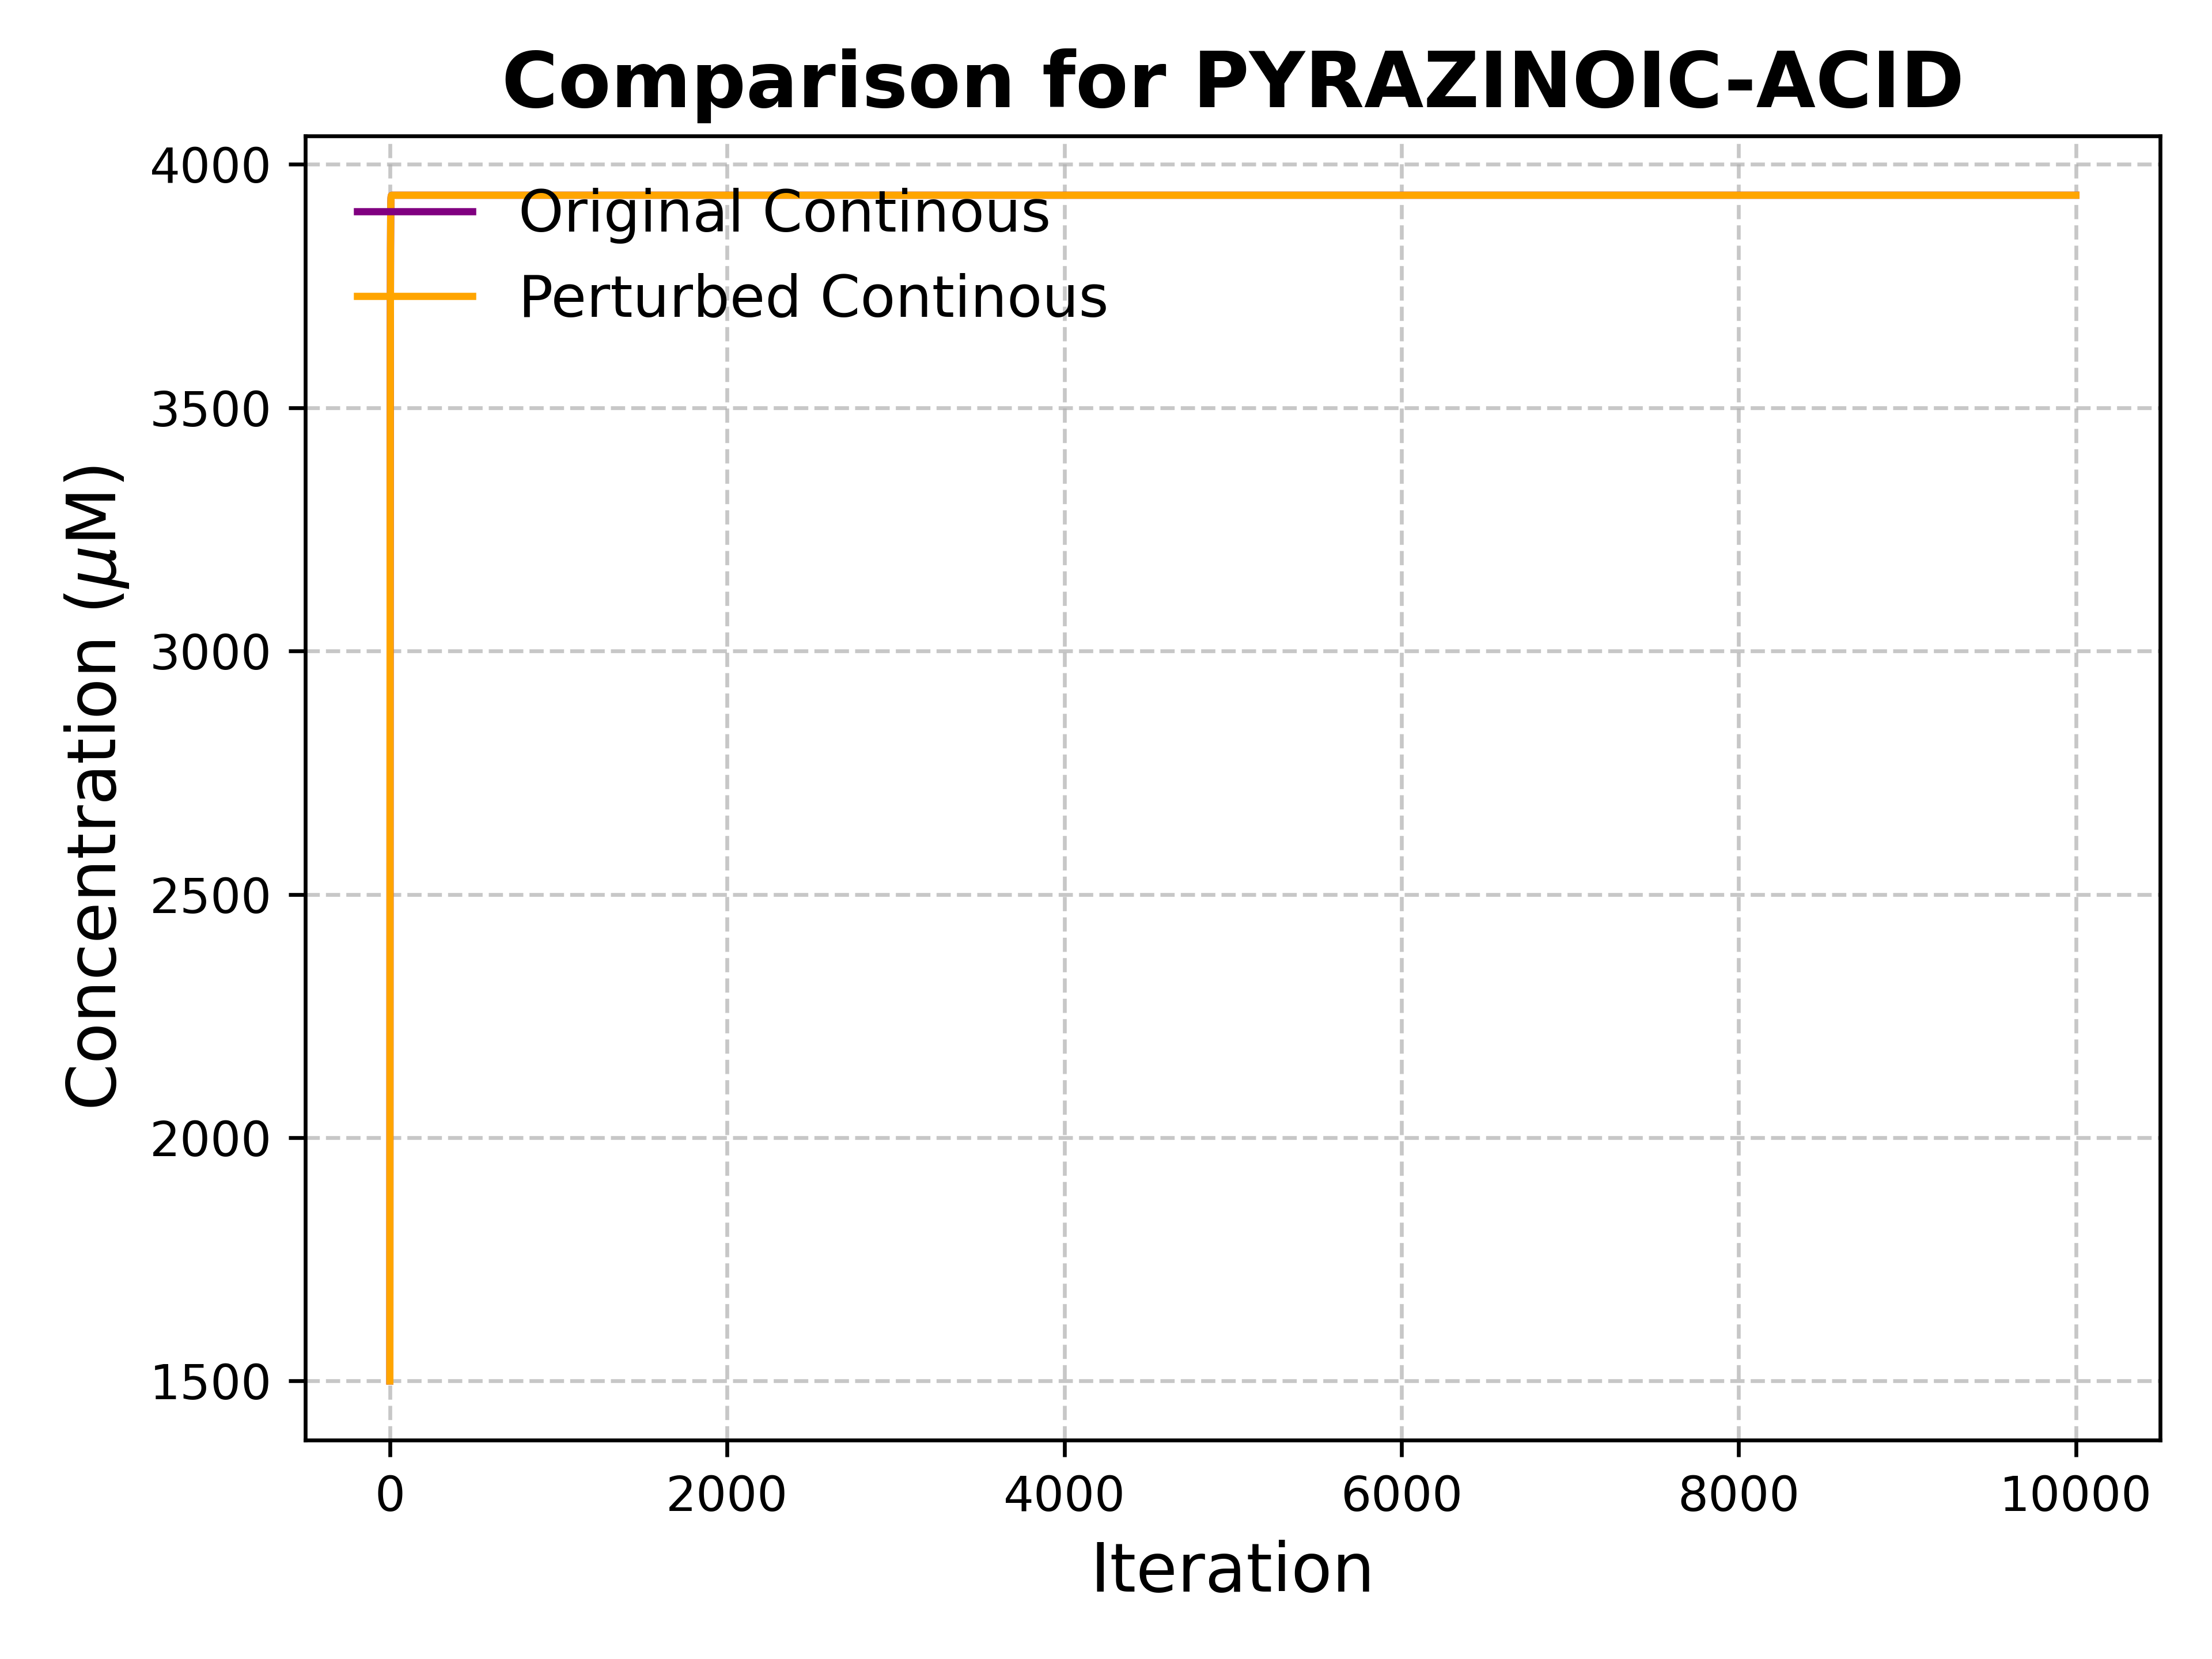 Comparison for PYRAZINOIC-ACID
4000
Original Continous
Perturbed Continous
3500
3000
2500
2000
1500
Concentration (μM)
0 2000 4000 6000 8000 10000
Iteration